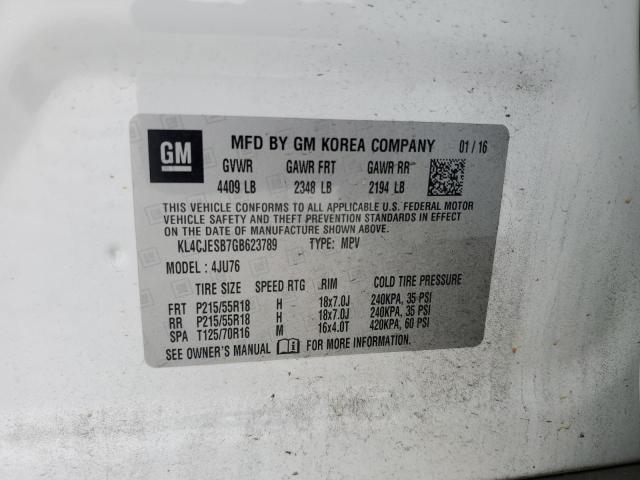 GM MFD BY GM KOREA COMPANY 01 / 16
GVWR GAWR FRT GAWR RR
4409 LB 2348 LB 2194 LB
THIS VEHICLE CONFORMS TO ALL APPLICABLE U.S. FEDERAL MOTOR
VEHICLE SAFETY AND THEFT PREVENTION STANDARDS IN EFFECT
ON THE DATE OF MANUFACTURE SHOWN ABOVE.
KL4CJESB7GB623789 TYPE: MPV
MODEL : 4JU76
TIRE SIZE SPEED RTG RIM COLD TIRE PRESSURE
FRT P215/55R18 H 18x7.0J 240KPA, 35 PSI
RR P215/55R18 H 18x7.0J 240KPA, 35 PSI
SPA T125/70R16 M 16x4.0T 420KPA, 60 PSI
SEE OWNER'S MANUAL FOR MORE INFORMATION